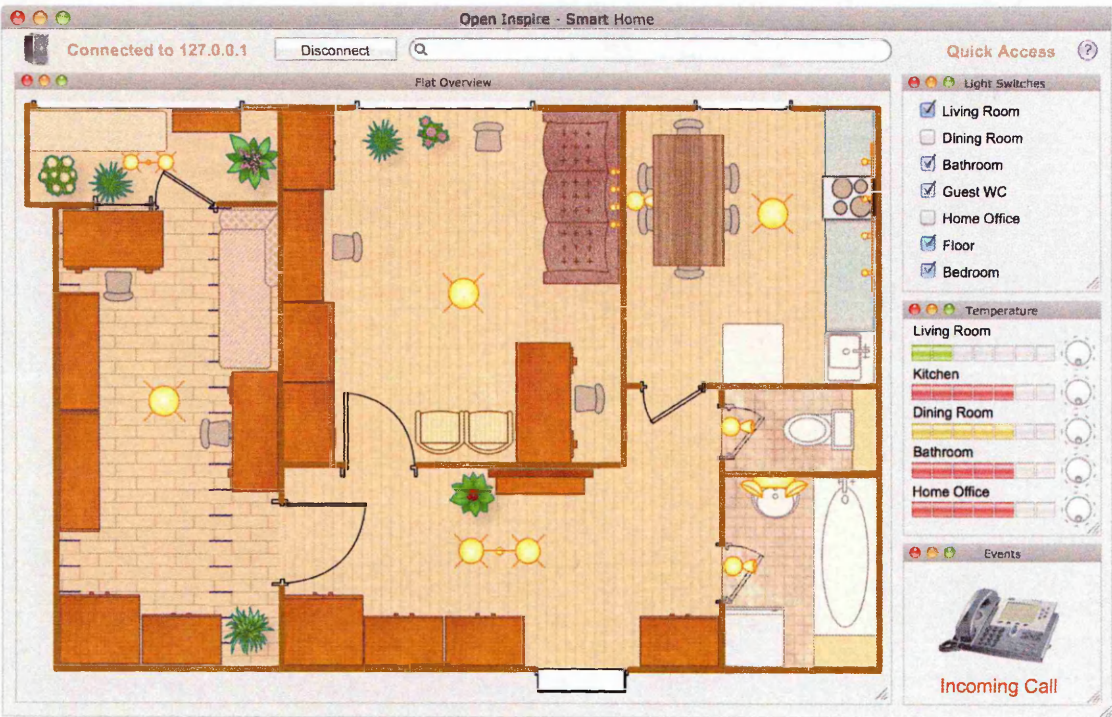 Open Inspire - Smart Home
Connected to 127.0.0.1
Disconnect
Quick Access
?
Flat Overview
Light Switches
Living Room
Dining Room
Bathroom
Guest WC
Home Office
Floor
Bedroom
Temperature
Living Room
Kitchen
Dining Room
Bathroom
Home Office
Events
Incoming Call